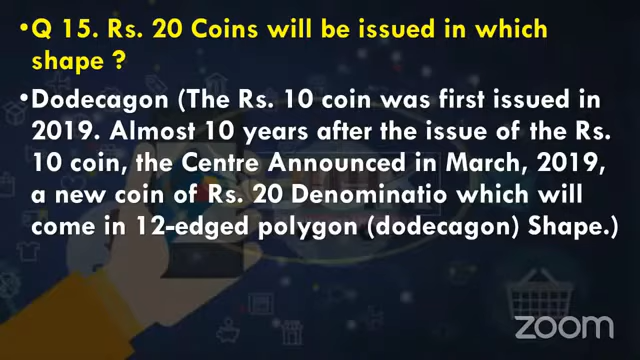 •Q 15. Rs. 20 Coins will be issued in which
shape ?
•Dodecagon (The Rs. 10 coin was first issued in
2019. Almost 10 years after the issue of the Rs.
10 coin, the Centre Announced in March, 2019,
a new coin of Rs. 20 Denominatio which will
come in 12-edged polygon (dodecagon) Shape.)
zoom